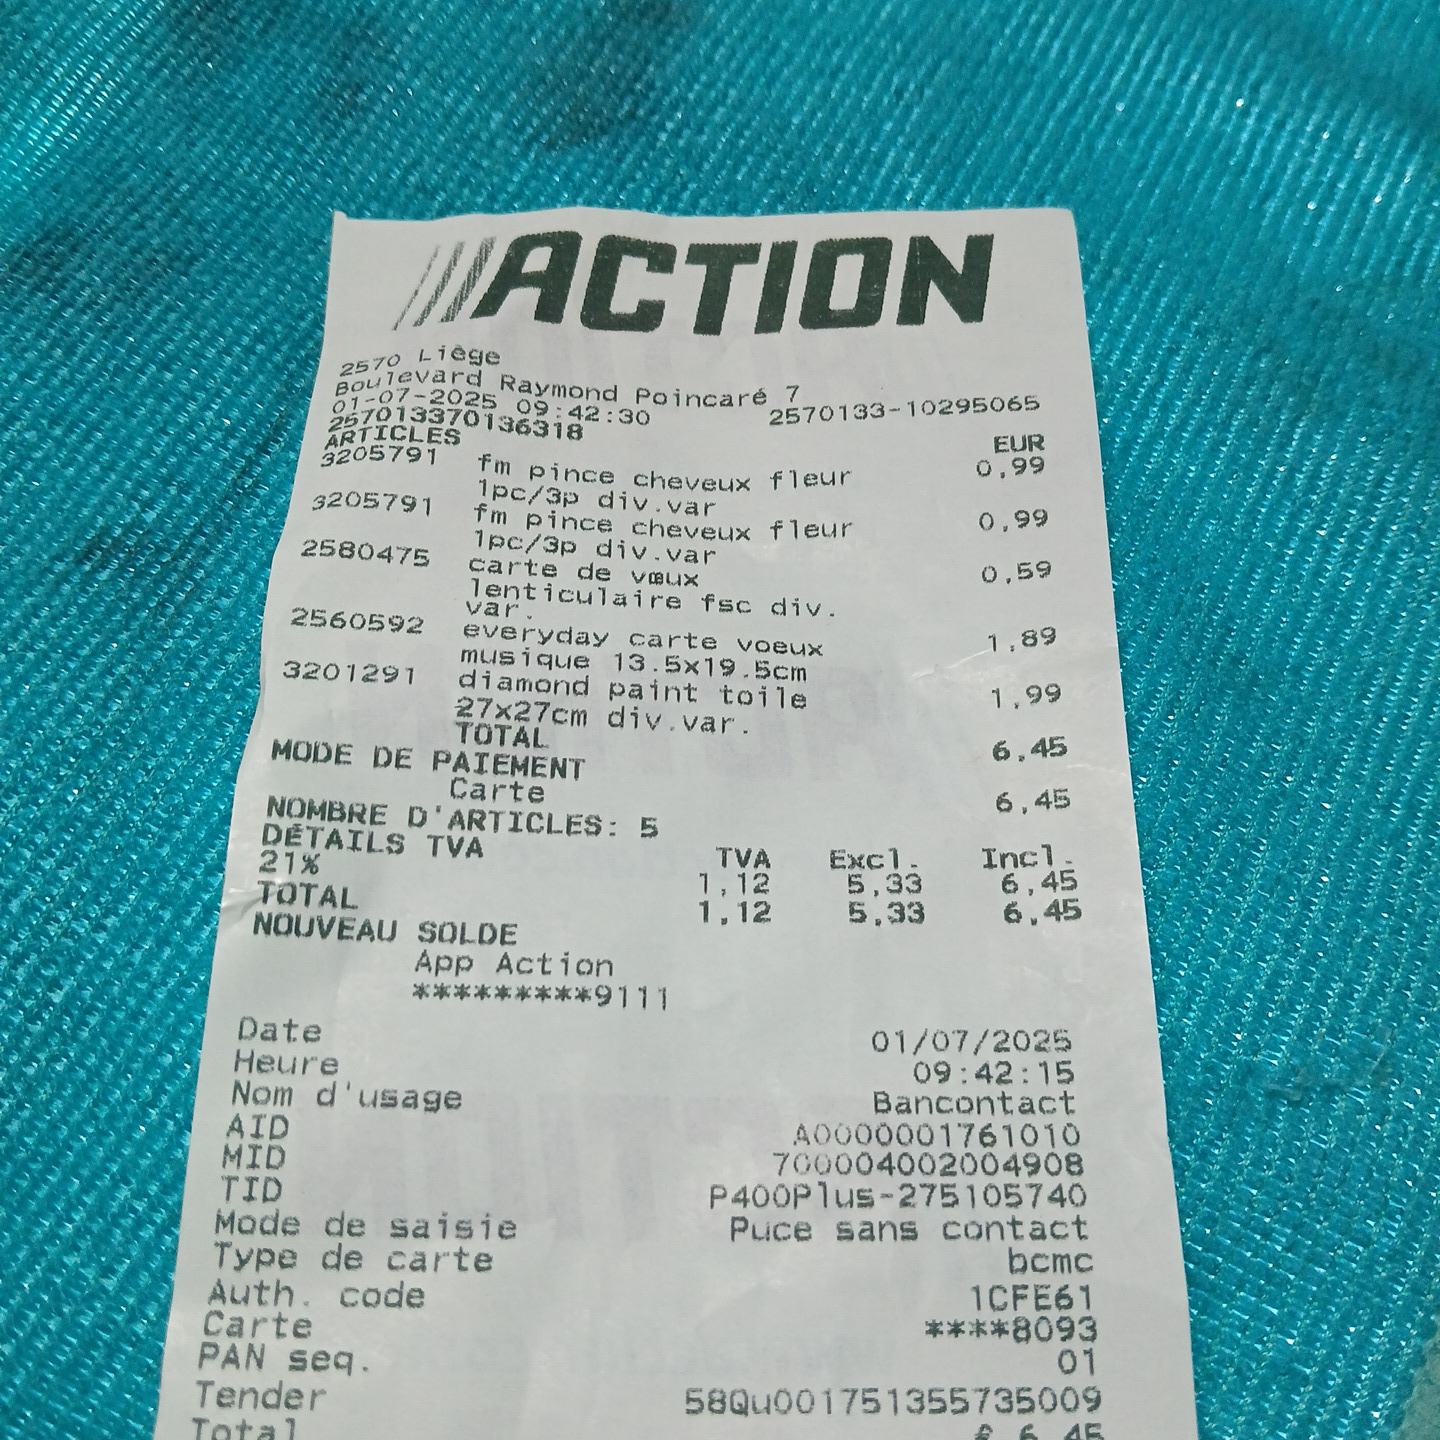 ACTION
2570 Liège
Boulevard Raymond Poincaré 7
01-07-2025 09:42:30 2570133-10295065
257013370136318
ARTICLES EUR
3205791 fm pince cheveux fleur 0,99
1pc/3p div.var
3205791 fm pince cheveux fleur 0,99
1pc/3p div.var
2580475 carte de vœux 0,59
lenticulaire fsc div.
var.
2560592 everyday carte voeux 1,89
musique 13.5x19.5cm
3201291 diamond paint toile 1,99
27x27cm div.var.
TOTAL 6,45
MODE DE PAIEMENT
Carte 6,45
NOMBRE D'ARTICLES: 5
DÉTAILS TVA TVA Excl. Incl.
21% 1,12 5,33 6,45
TOTAL 1,12 5,33 6,45
NOUVEAU SOLDE
App Action
*********9111
Date 01/07/2025
Heure 09:42:15
Nom d'usage Bancontact
AID A0000001761010
MID 700004002004908
TID P400Plus-275105740
Mode de saisie Puce sans contact
Type de carte bcmc
Auth. code 1CFE61
Carte ****8093
PAN seq. 01
Tender 58Qu001751355735009
Total € 6,45